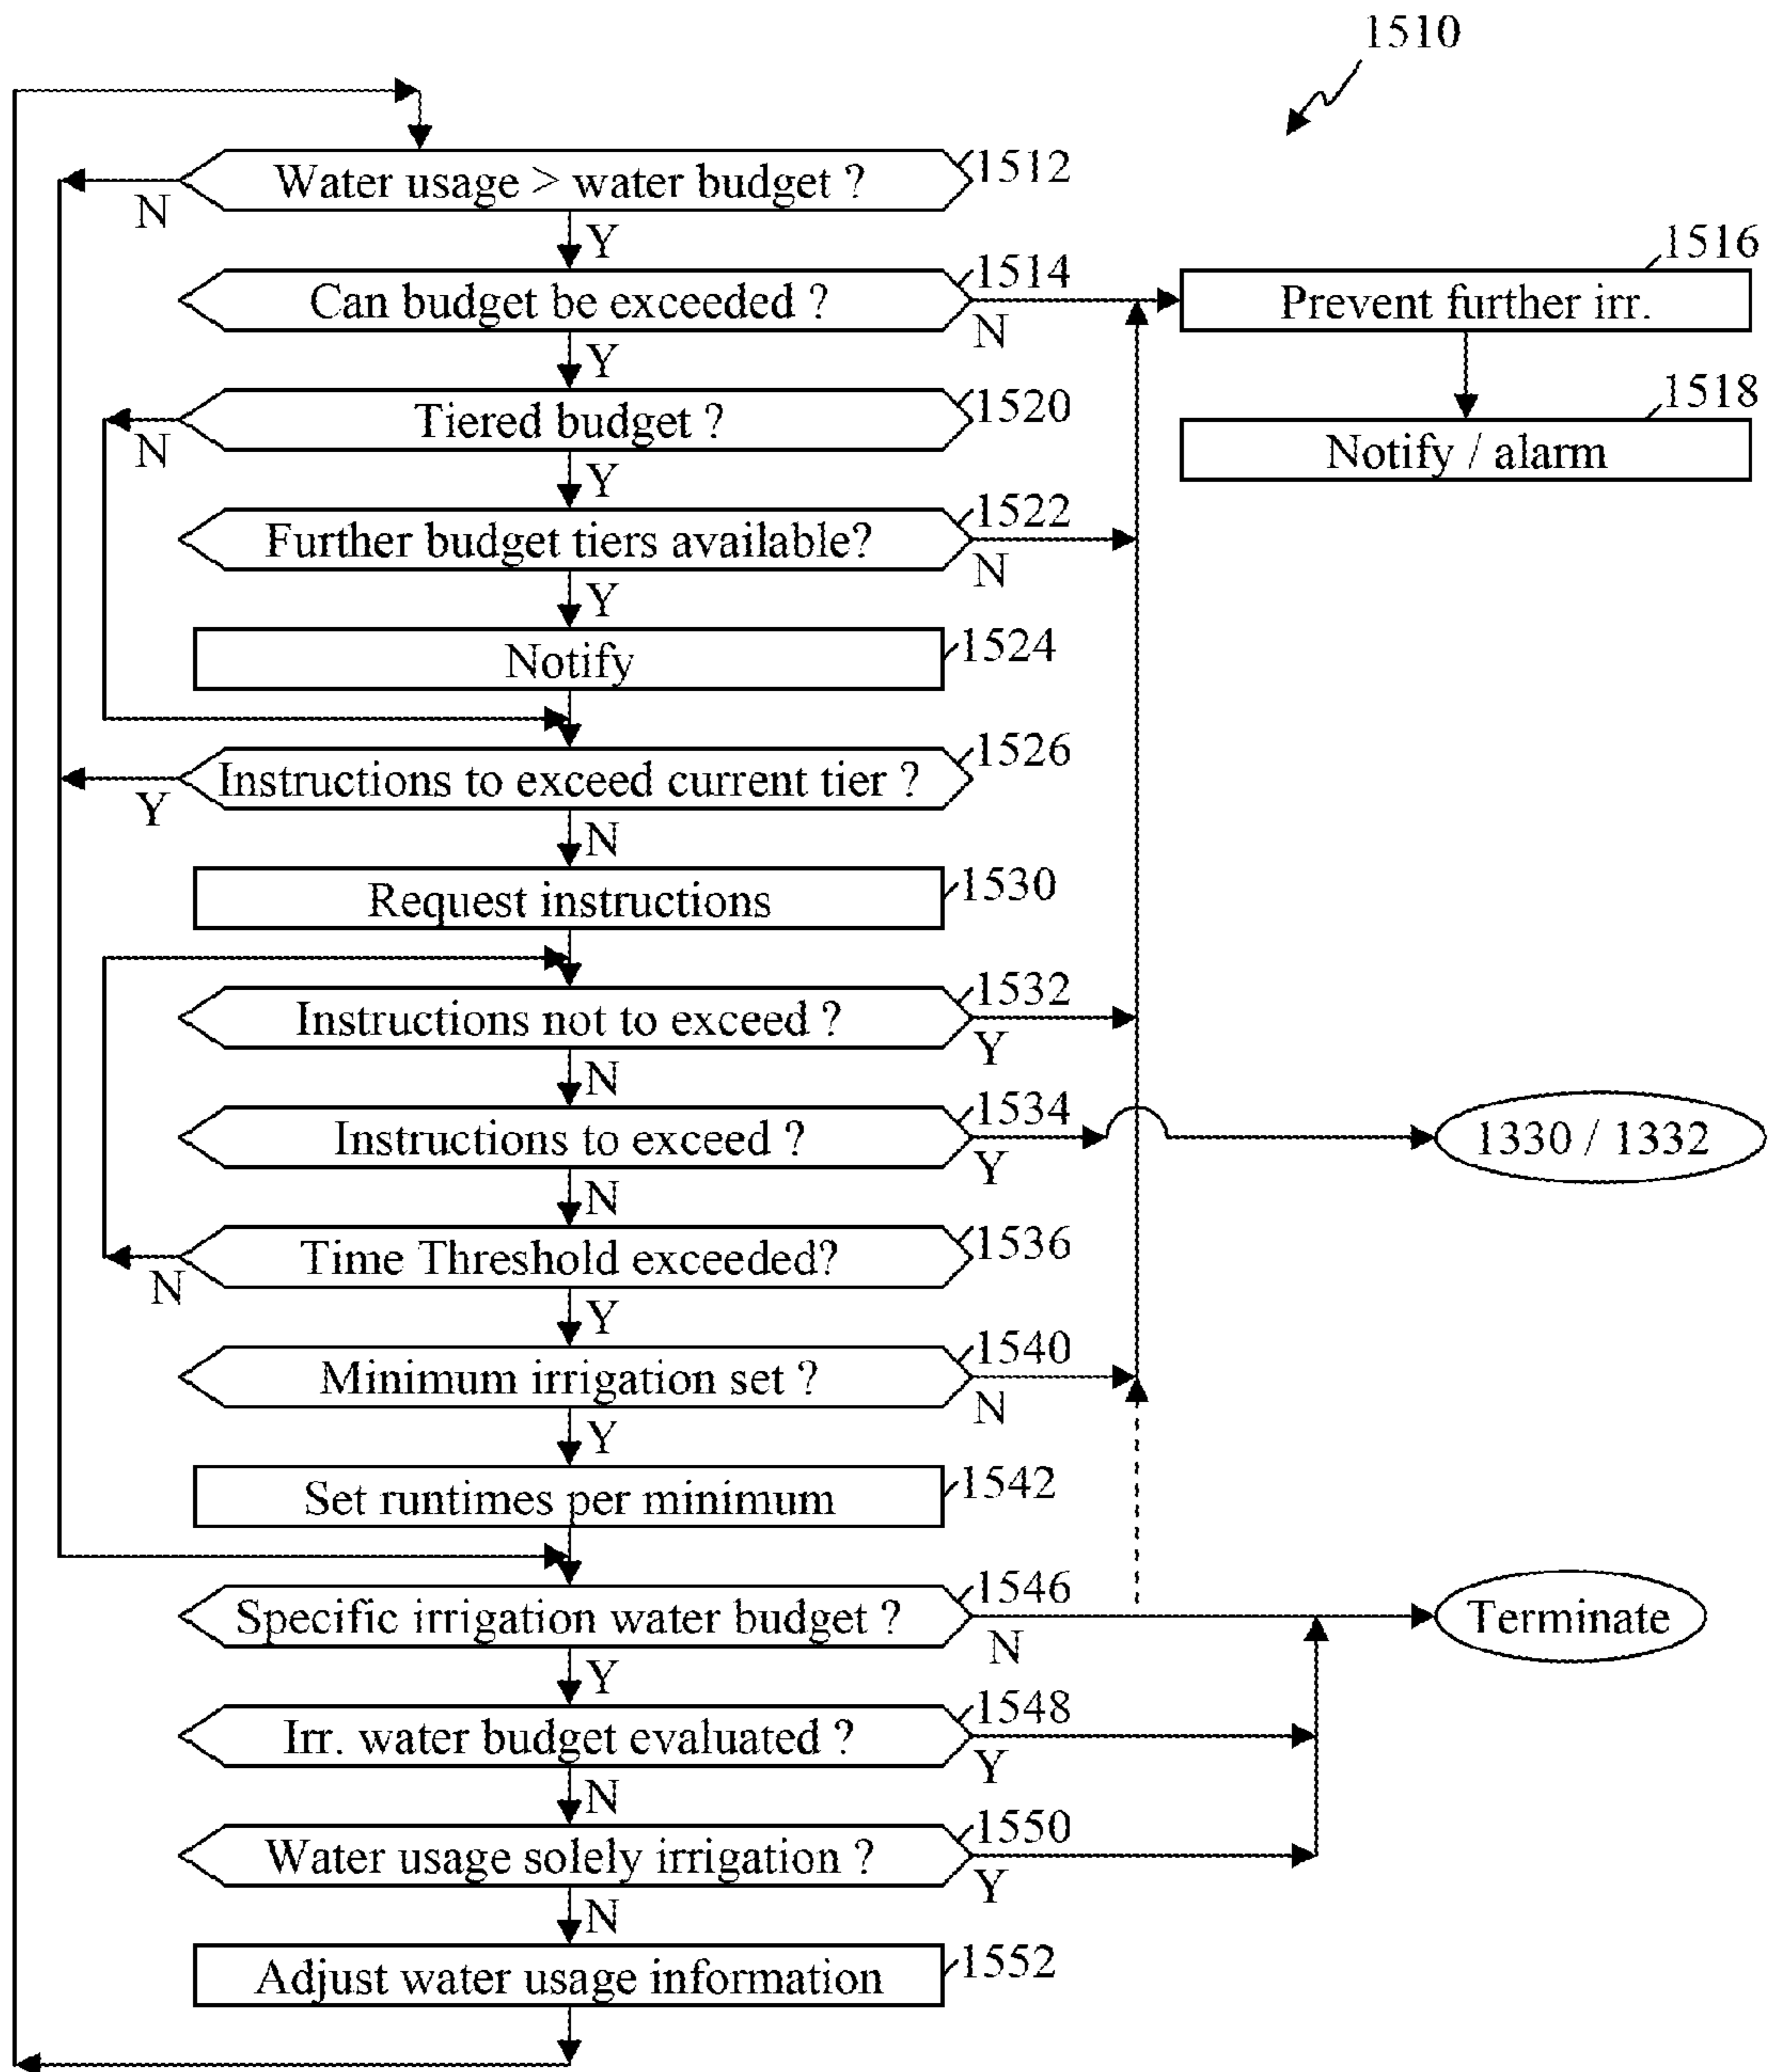 1510
Water usage > water budget ?
1512
N
Y
Can budget be exceeded ?
1514
N
Y
1516
Prevent further irr.
1518
Notify / alarm
Tiered budget ?
1520
N
Y
Further budget tiers available?
1522
N
Y
Notify
1524
Instructions to exceed current tier ?
1526
Y
N
Request instructions
1530
Instructions not to exceed ?
1532
Y
N
Instructions to exceed ?
1534
Y
1330 / 1332
N
Time Threshold exceeded?
1536
N
Y
Minimum irrigation set ?
1540
N
Y
Set runtimes per minimum
1542
Specific irrigation water budget ?
1546
N
Terminate
Y
Irr. water budget evaluated ?
1548
Y
N
Water usage solely irrigation ?
1550
Y
N
Adjust water usage information
1552